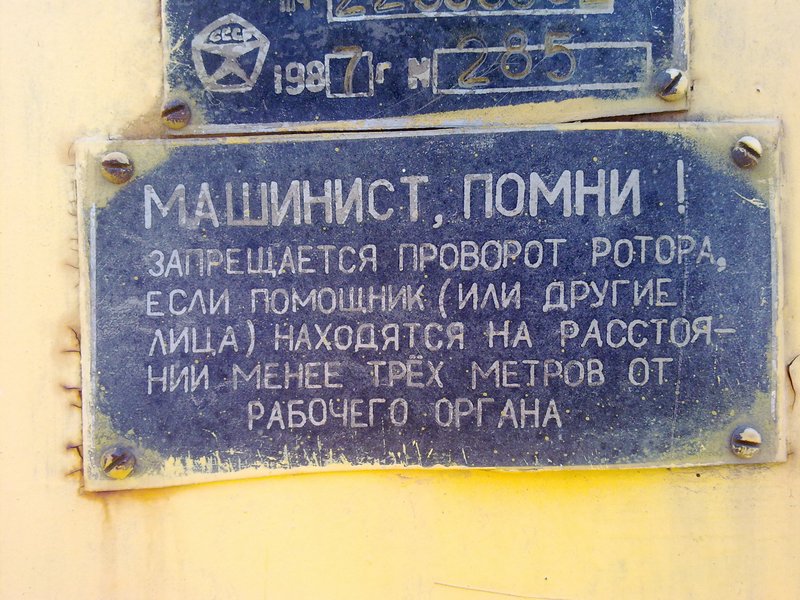 СССР
1987г № 285
МАШИНИСТ, ПОМНИ !
ЗАПРЕЩАЕТСЯ ПРОВОРОТ РОТОРА,
ЕСЛИ ПОМОЩНИК (ИЛИ ДРУГИЕ
ЛИЦА) НАХОДЯТСЯ НА РАССТОЯ-
НИИ МЕНЕЕ ТРЁХ МЕТРОВ ОТ
РАБОЧЕГО ОРГАНА